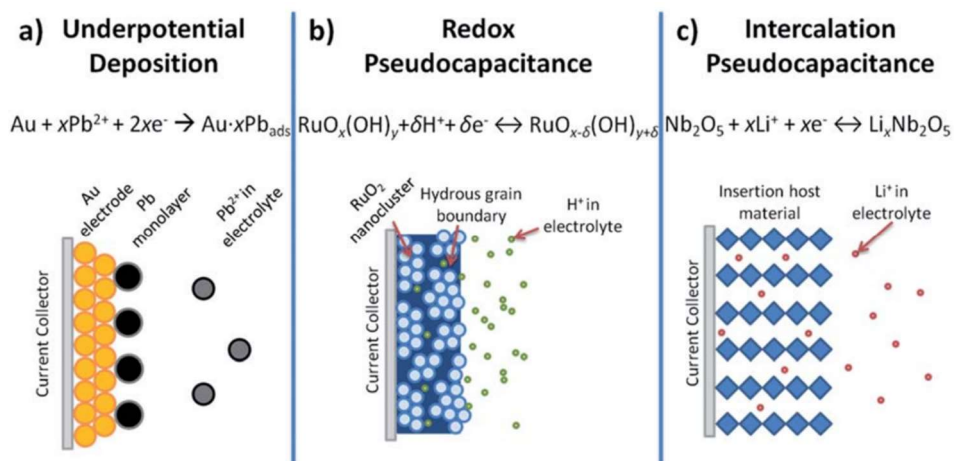 a) Underpotential
Deposition
Au + xPb²⁺ + 2xe⁻ → Au·xPb_ads
Au
electrode
Pb
monolayer
Pb²⁺ in
electrolyte
Current Collector
b) Redox
Pseudocapacitance
RuOₓ(OH)ᵧ+δH⁺+δe⁻ ↔ RuOₓ₋δ(OH)ᵧ₊δ
RuO₂
nanocluster
Hydrous grain
boundary
H⁺ in
electrolyte
Current Collector
c) Intercalation
Pseudocapacitance
Nb₂O₅ + xLi⁺ + xe⁻ ↔ LiₓNb₂O₅
Insertion host
material
Li⁺ in
electrolyte
Current Collector